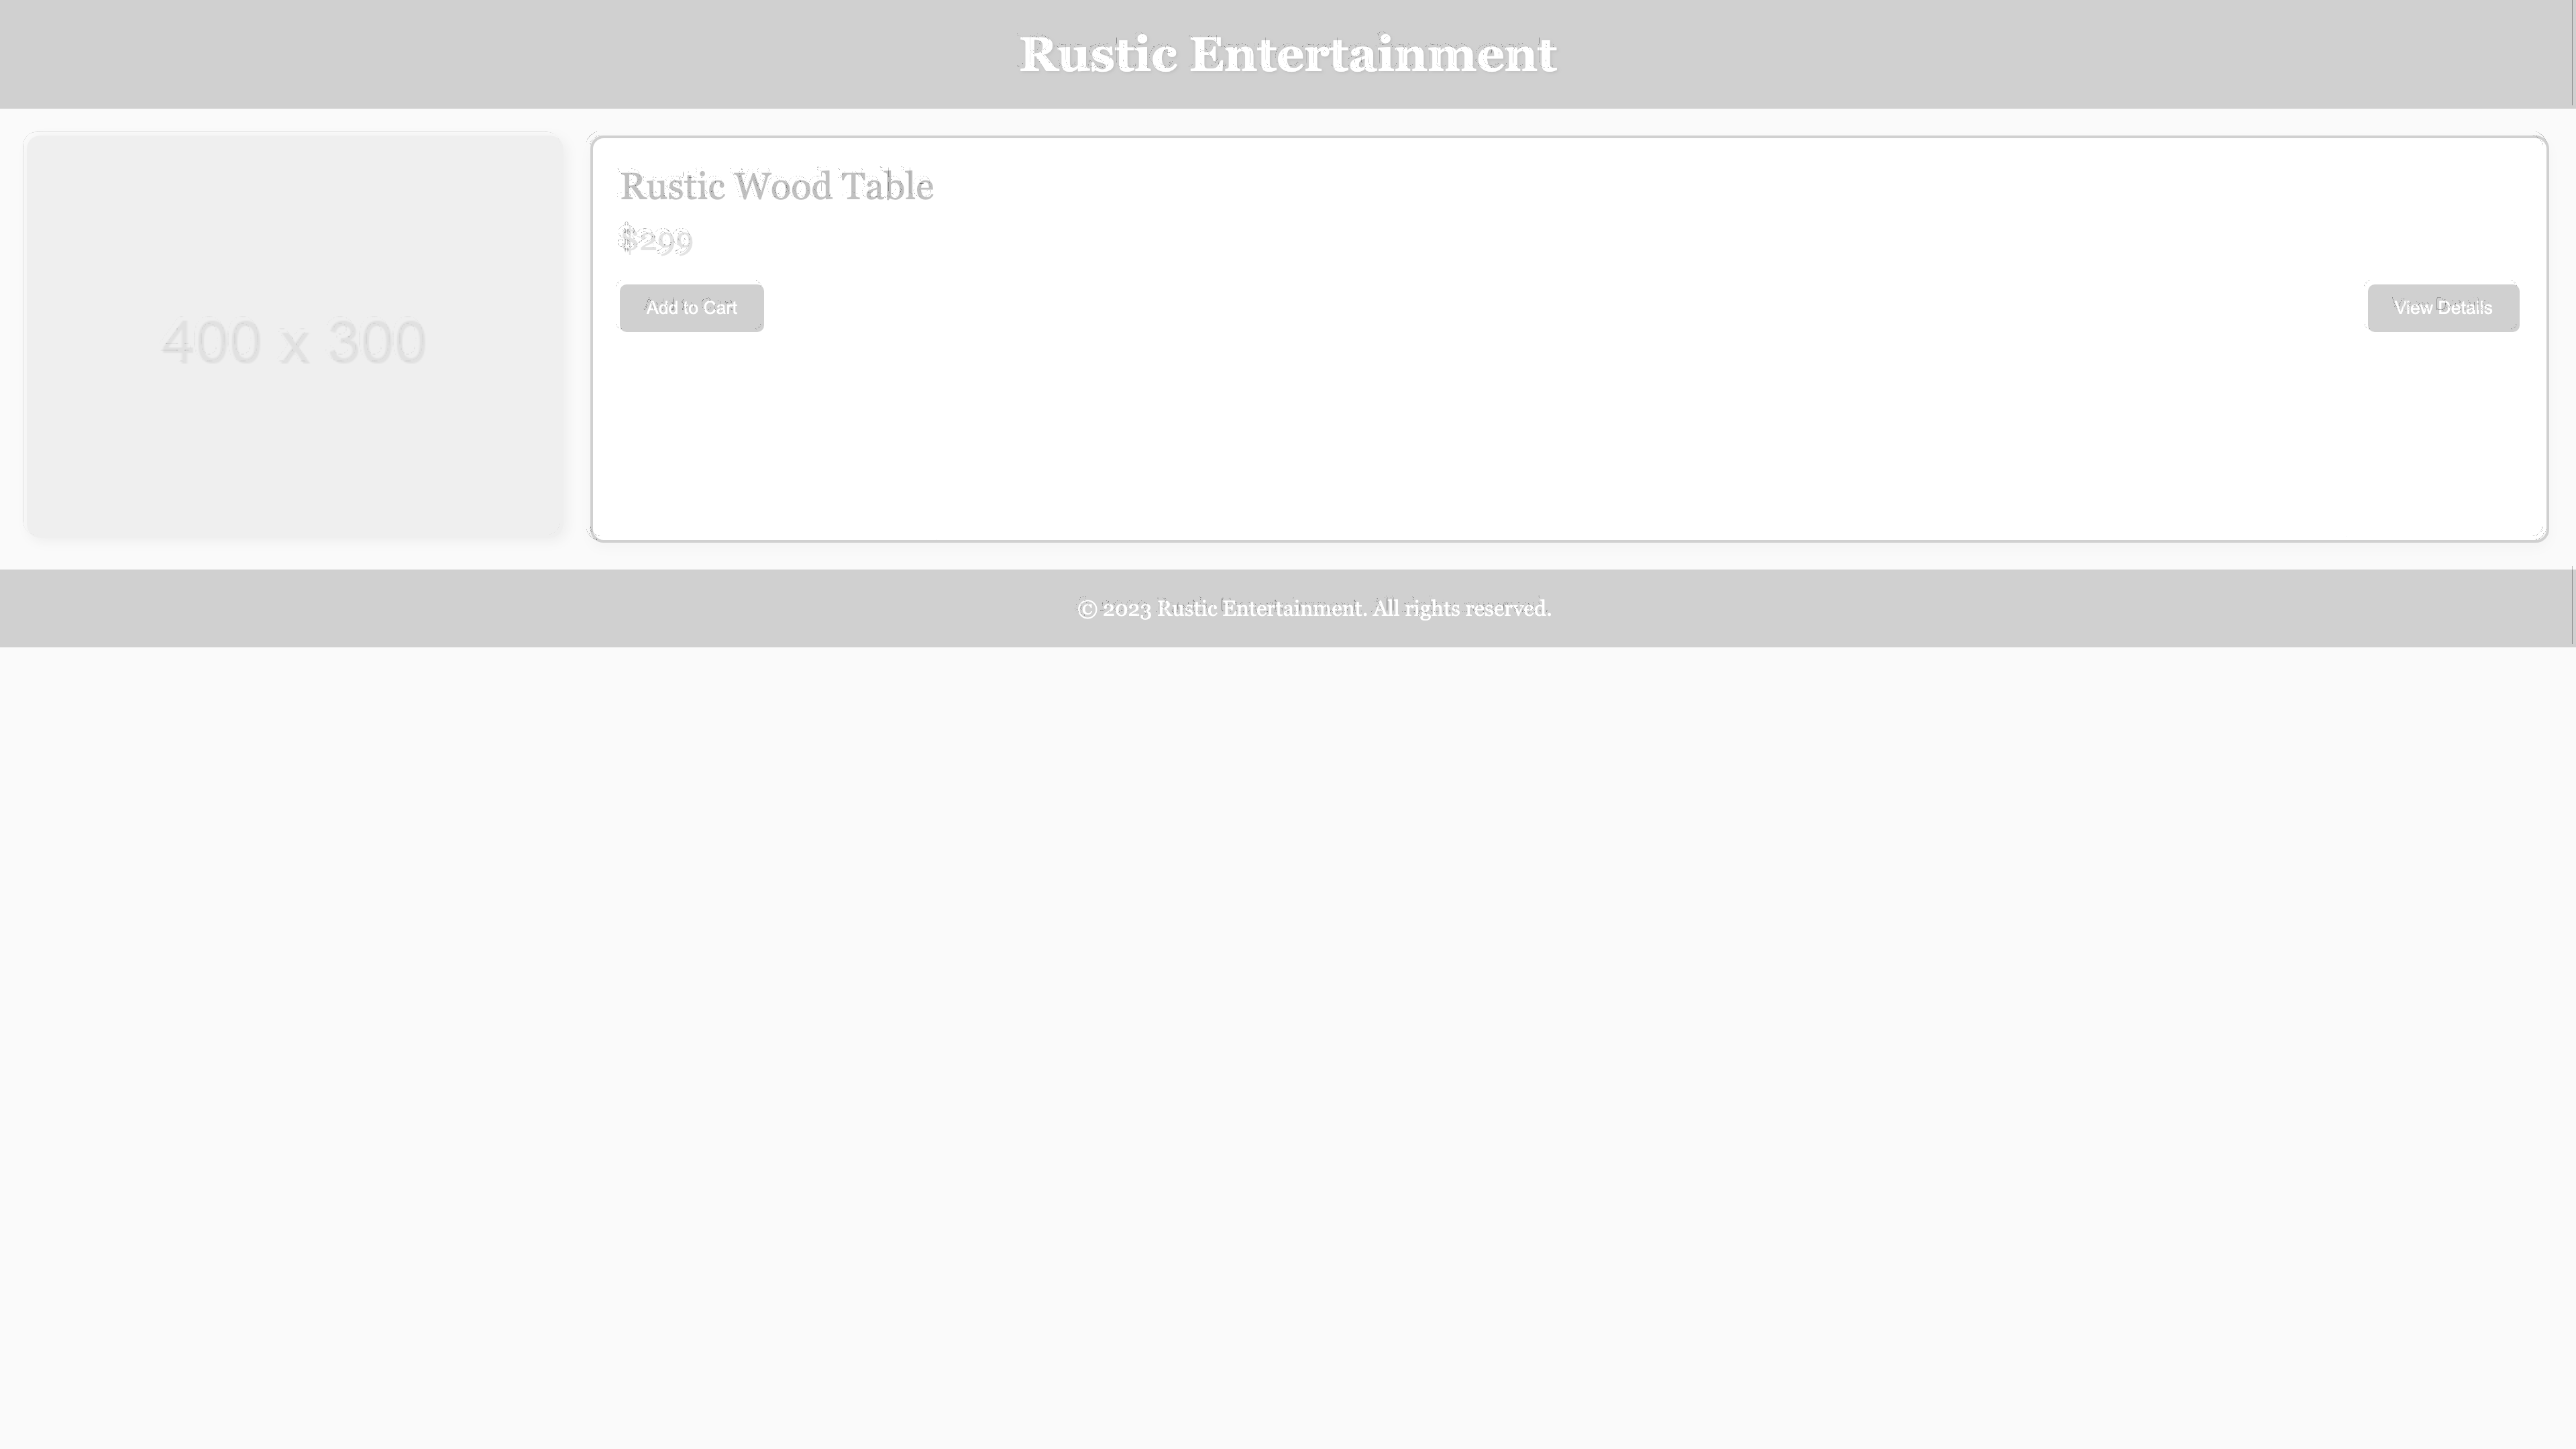 Rustic Entertainment
400 x 300
Rustic Wood Table
$299
Add to Cart
View Details
© 2023 Rustic Entertainment. All rights reserved.